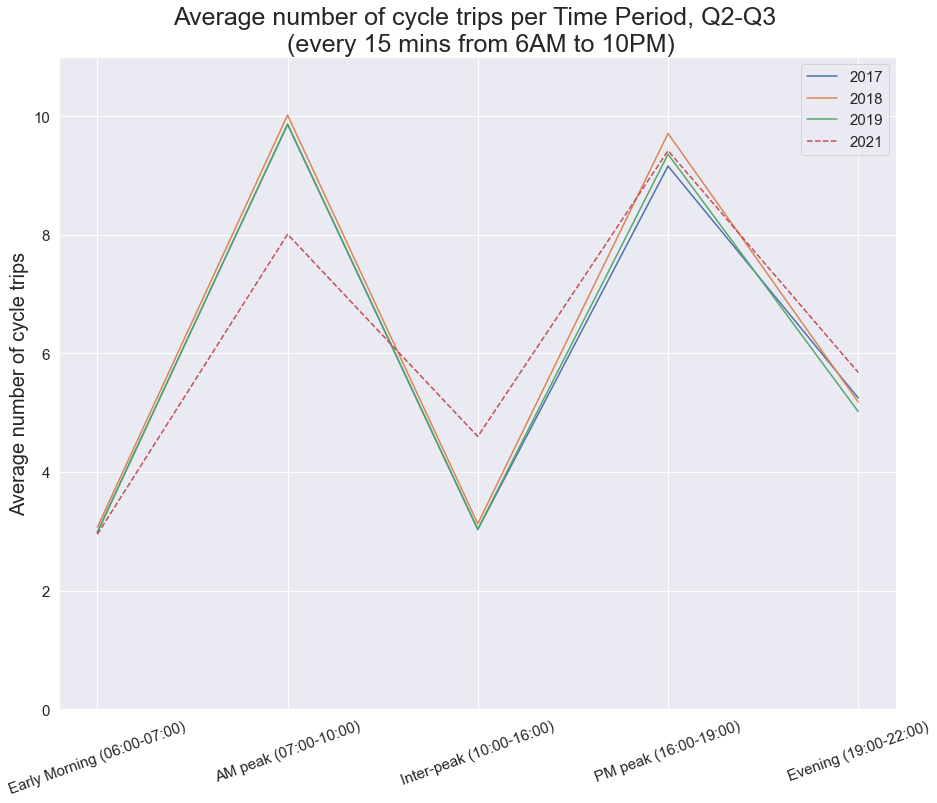 Average number of cycle trips per Time Period, Q2-Q3
(every 15 mins from 6AM to 10PM)
2017
2018
2019
2021
Average number of cycle trips
10
8
6
4
2
0
Early Morning (06:00-07:00)
AM peak (07:00-10:00)
Inter-peak (10:00-16:00)
PM peak (16:00-19:00)
Evening (19:00-22:00)